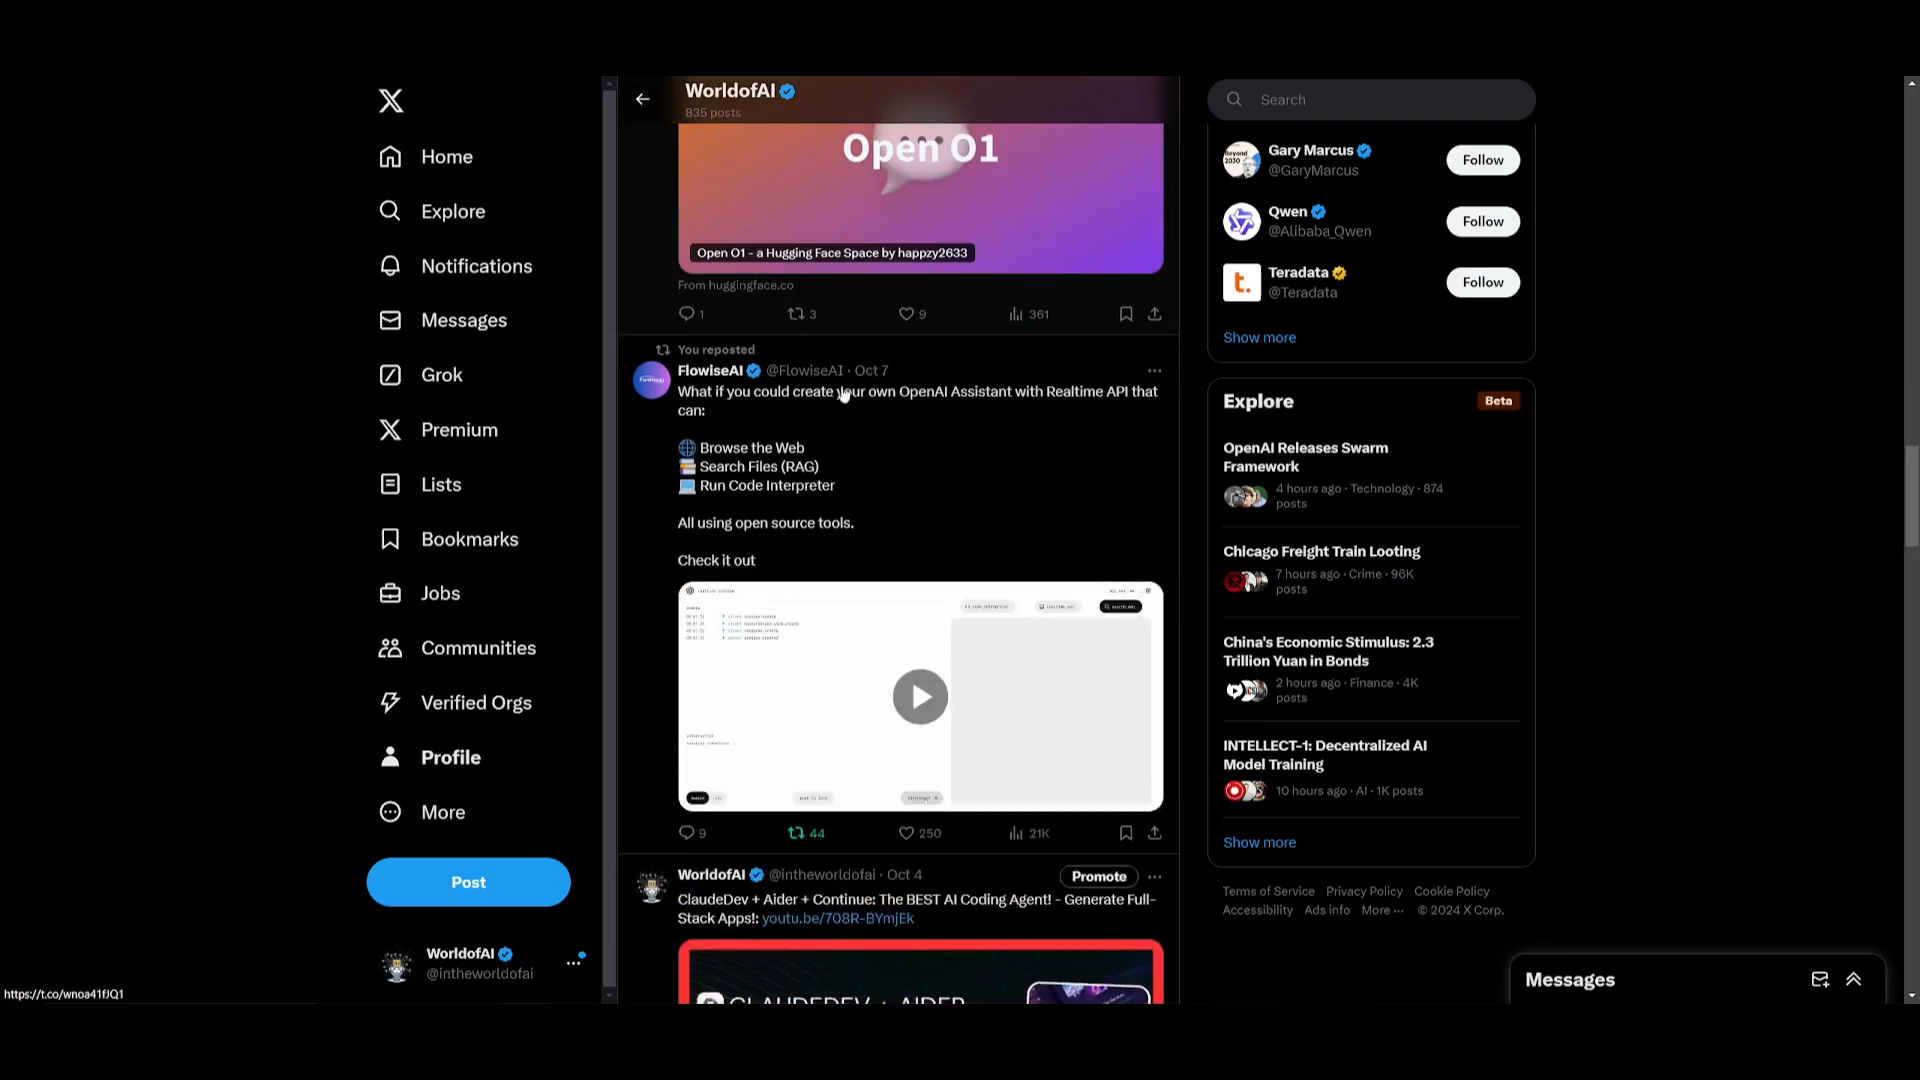 Home
Explore
Notifications
Messages
Grok
Premium
Lists
Bookmarks
Jobs
Communities
Verified Orgs
Profile
More
Post
WorldofAI
@intheworldofai
https://t.co/wnoa41fJQ1
WorldofAI
835 posts
Open O1
Open O1 - a Hugging Face Space by happzy2633
From huggingface.co
1
3
9
361
You reposted
FlowiseAI @FlowiseAI · Oct 7
What if you could create your own OpenAI Assistant with Realtime API that
can:
Browse the Web
Search Files (RAG)
Run Code Interpreter
All using open source tools.
Check it out
9
44
250
21K
WorldofAI @intheworldofai · Oct 4
Promote
ClaudeDev + Aider + Continue: The BEST AI Coding Agent! - Generate Full-
Stack Apps!: youtu.be/708R-BYmjEk
CLAUDEDEV + AIDER
Search
Gary Marcus
@GaryMarcus
Follow
Qwen
@Alibaba_Qwen
Follow
Teradata
@Teradata
Follow
Show more
Explore
Beta
OpenAI Releases Swarm
Framework
4 hours ago · Technology · 874
posts
Chicago Freight Train Looting
7 hours ago · Crime · 96K
posts
China's Economic Stimulus: 2.3
Trillion Yuan in Bonds
2 hours ago · Finance · 4K
posts
INTELLECT-1: Decentralized AI
Model Training
10 hours ago · AI · 1K posts
Show more
Terms of Service Privacy Policy Cookie Policy
Accessibility Ads info More ··· © 2024 X Corp.
Messages